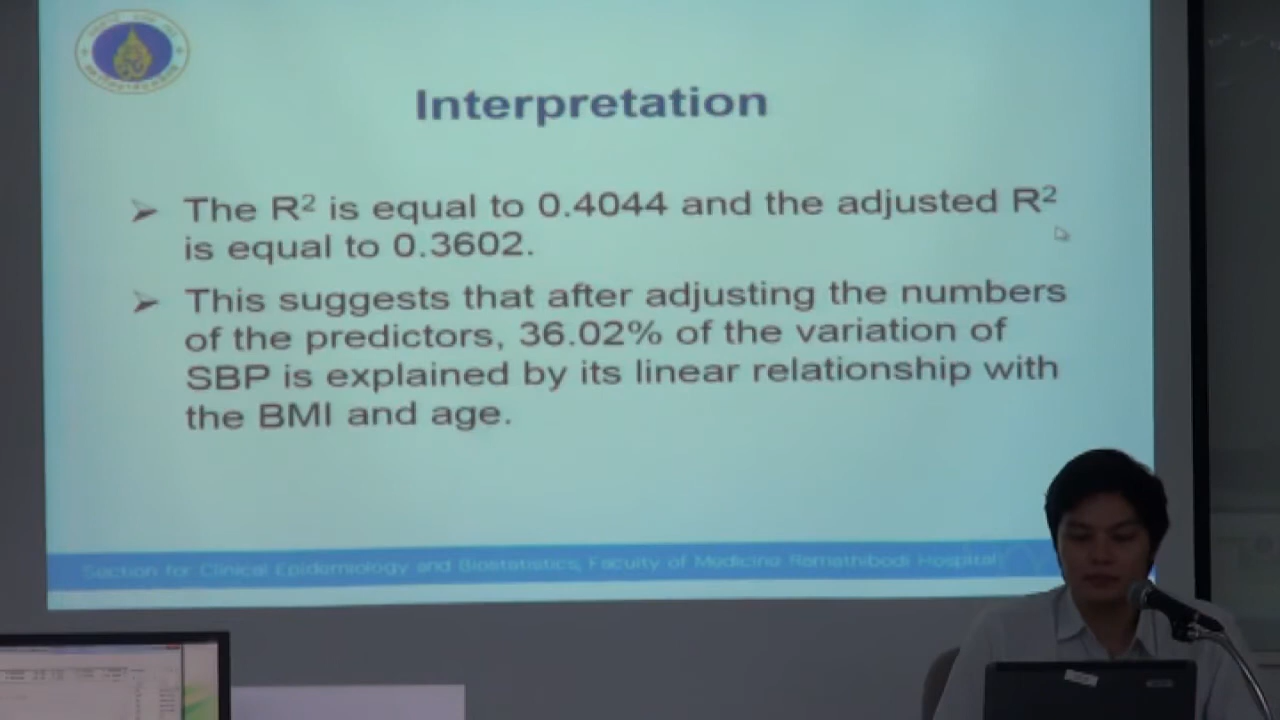 Interpretation
The R² is equal to 0.4044 and the adjusted R²
is equal to 0.3602.
This suggests that after adjusting the numbers
of the predictors, 36.02% of the variation of
SBP is explained by its linear relationship with
the BMI and age.
Section for Clinical Epidemiology and Biostatistics, Faculty of Medicine Ramathibodi Hospital